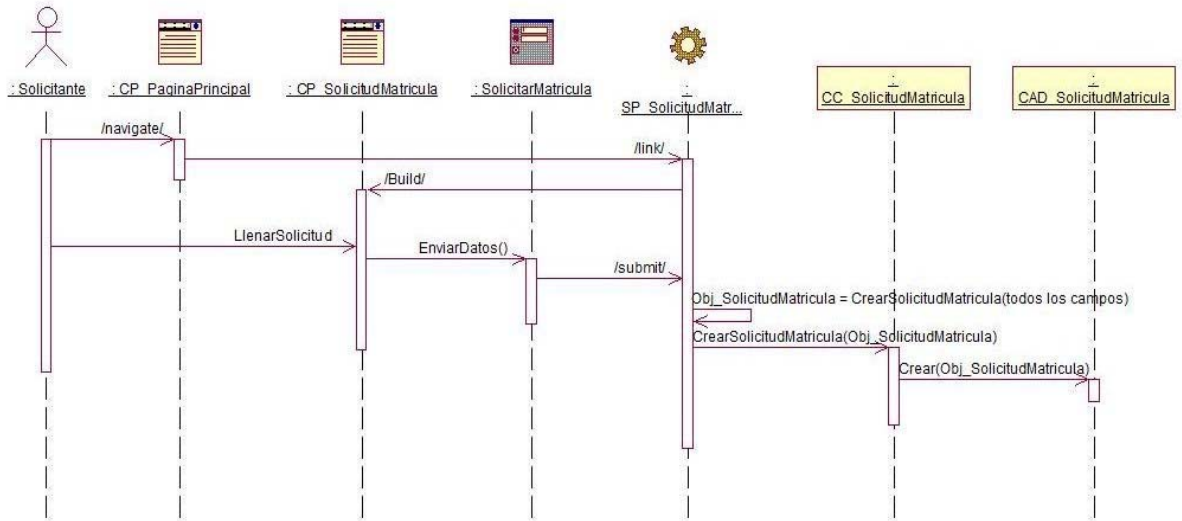 : Solicitante
: CP_PaginaPrincipal
: CP_SolicitudMatricula
: SolicitarMatricula
:
SP_SolicitudMatr...
:
CC_SolicitudMatricula
:
CAD_SolicitudMatricula
/navigate/
/link/
/Build/
LlenarSolicitud
EnviarDatos()
/submit/
Obj_SolicitudMatricula = CrearSolicitudMatricula(todos los campos)
CrearSolicitudMatricula(Obj_SolicitudMatricula)
Crear(Obj_SolicitudMatricula)